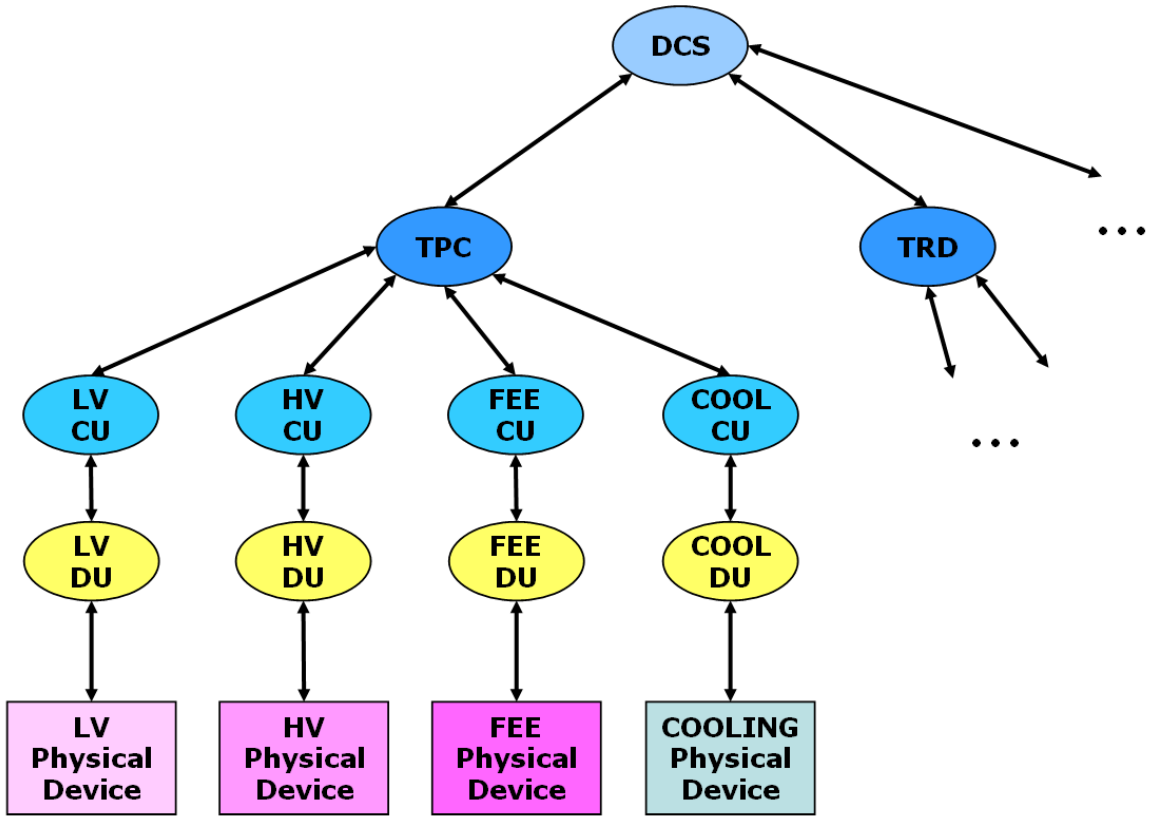 DCS
TPC
TRD
...
LV
CU
HV
CU
FEE
CU
COOL
CU
...
LV
DU
HV
DU
FEE
DU
COOL
DU
LV
Physical
Device
HV
Physical
Device
FEE
Physical
Device
COOLING
Physical
Device